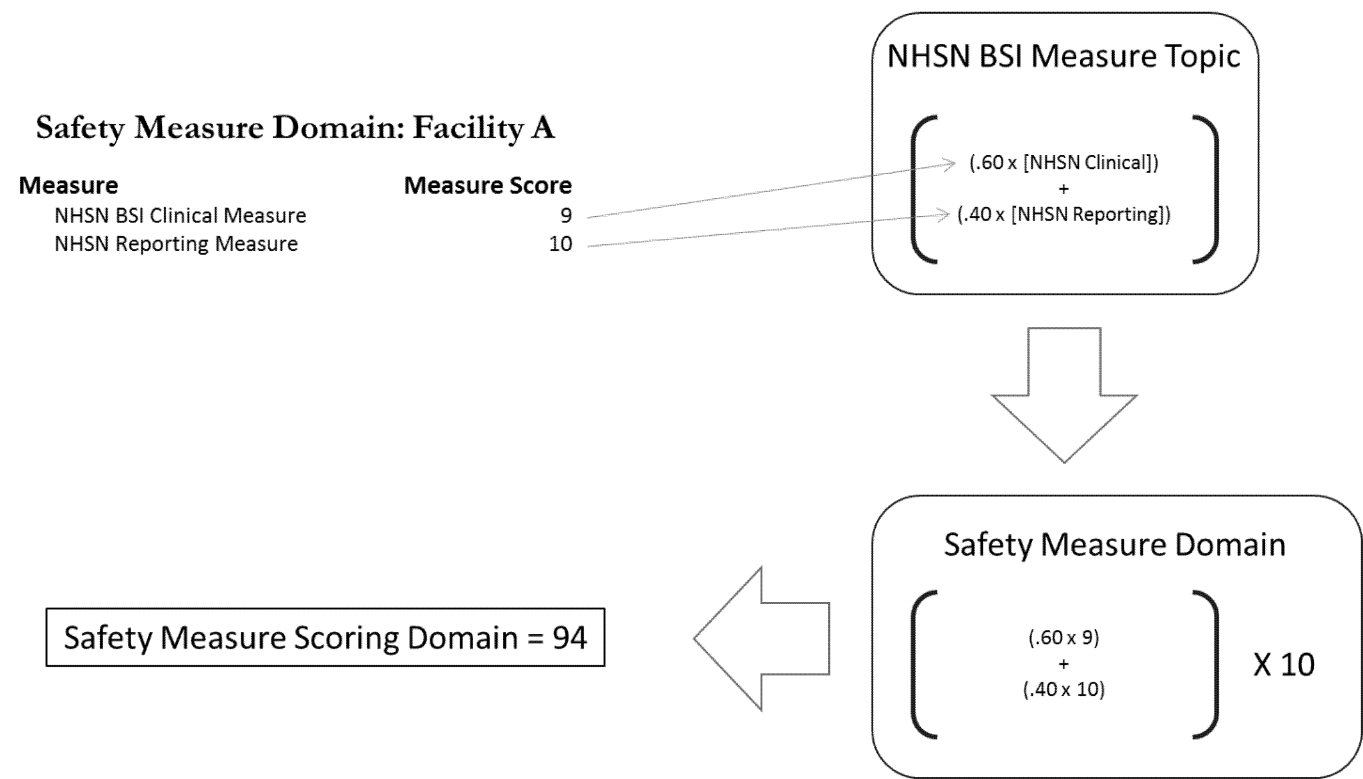 NHSN BSI Measure Topic
(.60 x [NHSN Clinical])
+
(.40 x [NHSN Reporting])
Safety Measure Domain: Facility A
Measure Measure Score
NHSN BSI Clinical Measure 9
NHSN Reporting Measure 10
Safety Measure Domain
(.60 x 9)
+
(.40 x 10)
X 10
Safety Measure Scoring Domain = 94